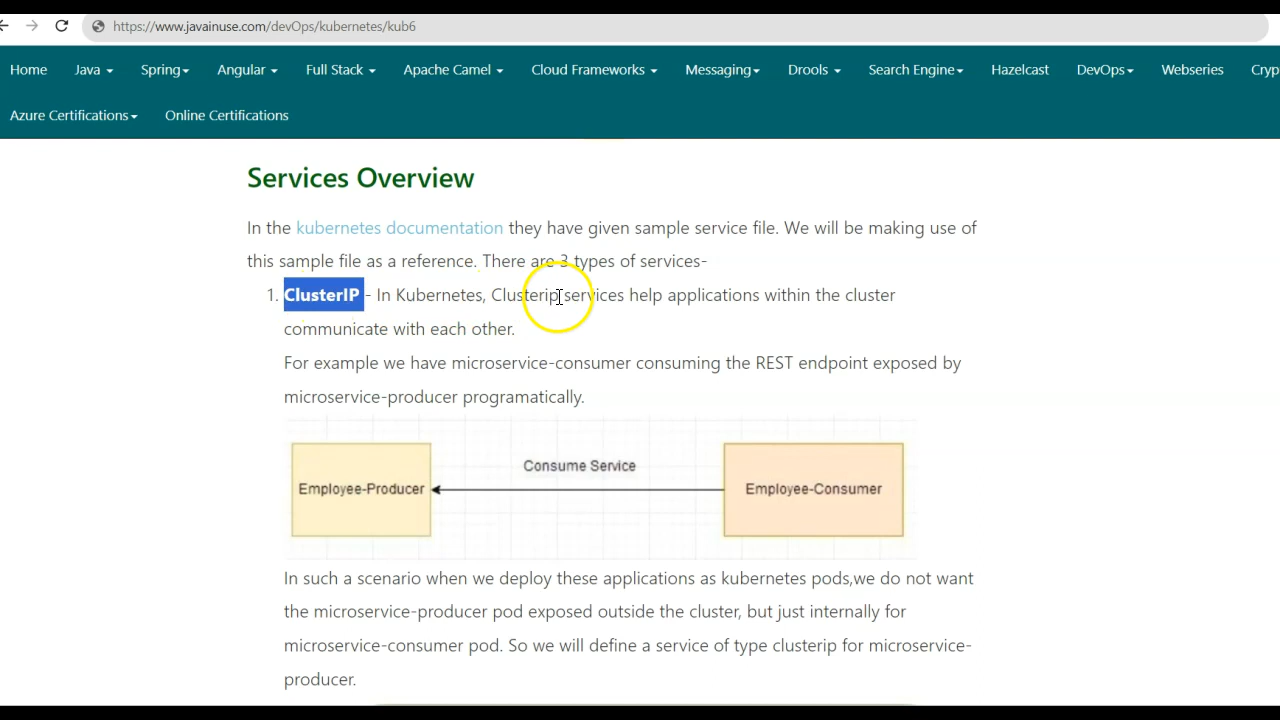 https://www.javainuse.com/devOps/kubernetes/kub6
Home Java Spring Angular Full Stack Apache Camel Cloud Frameworks Messaging Drools Search Engine Hazelcast DevOps Webseries Cryp
Azure Certifications Online Certifications
Services Overview
In the kubernetes documentation they have given sample service file. We will be making use of
this sample file as a reference. There are 3 types of services-
1. ClusterIP - In Kubernetes, Clusterip services help applications within the cluster
communicate with each other.
For example we have microservice-consumer consuming the REST endpoint exposed by
microservice-producer programatically.
Consume Service
Employee-Producer Employee-Consumer
In such a scenario when we deploy these applications as kubernetes pods,we do not want
the microservice-producer pod exposed outside the cluster, but just internally for
microservice-consumer pod. So we will define a service of type clusterip for microservice-
producer.